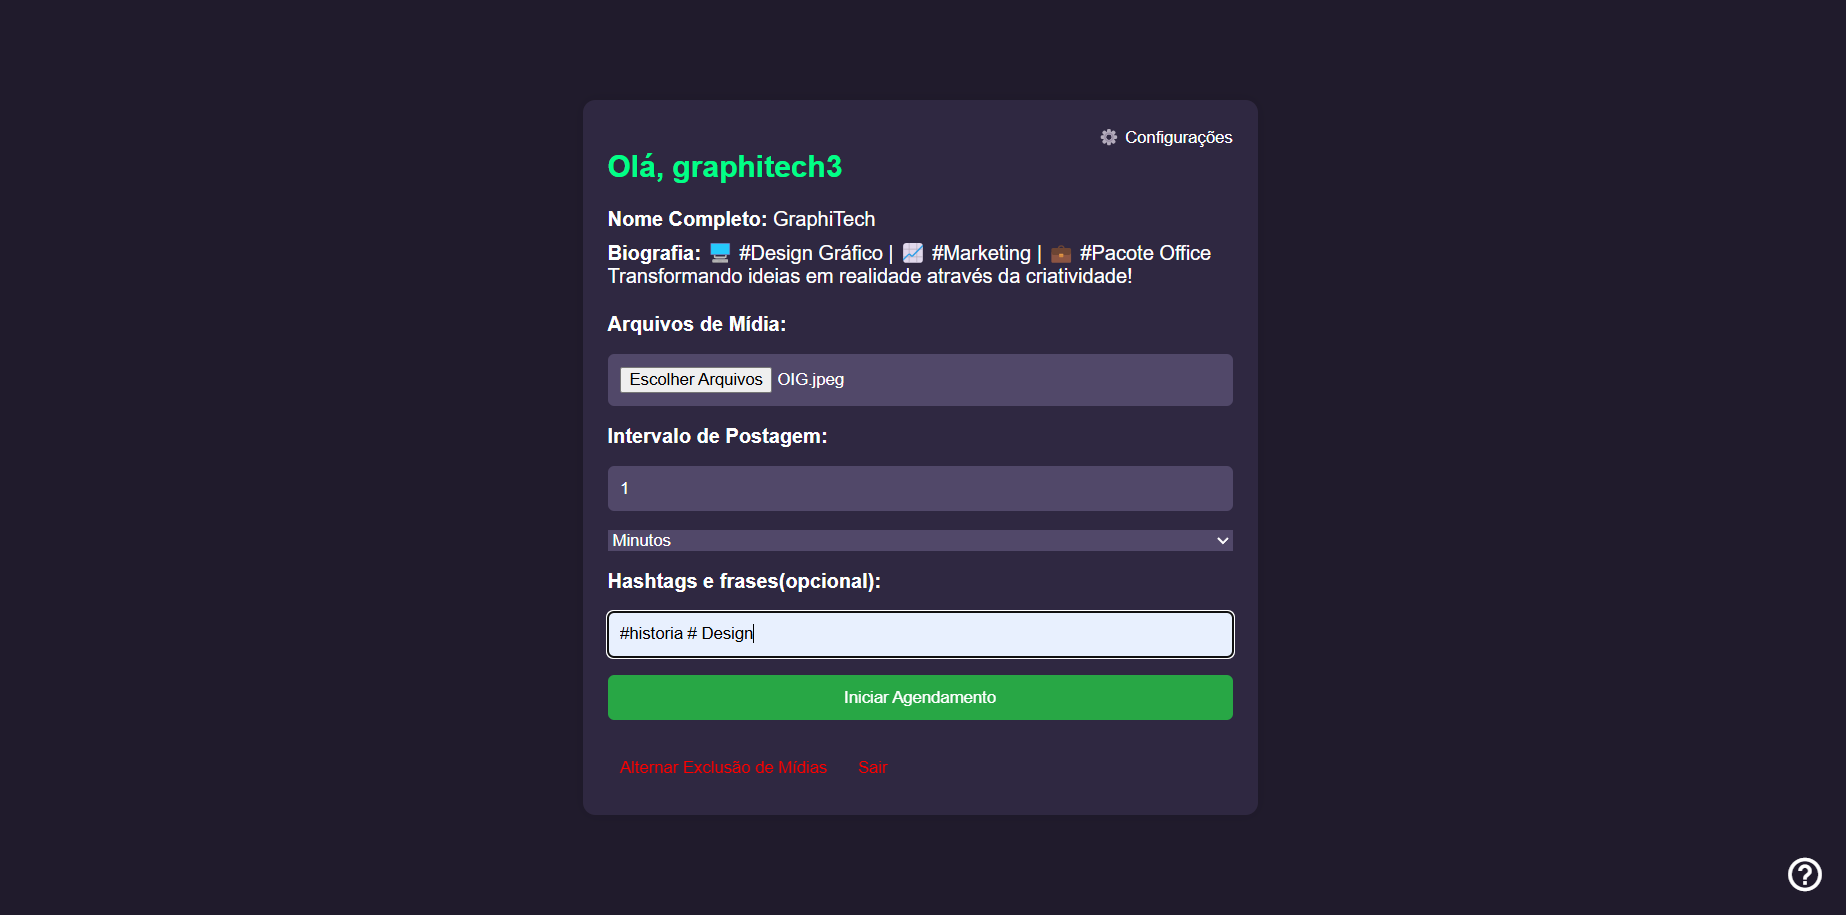 Configurações
Olá, graphitech3
Nome Completo: GraphiTech
Biografia: 🖥️ #Design Gráfico | 📈 #Marketing | 💼 #Pacote Office
Transformando ideias em realidade através da criatividade!
Arquivos de Mídia:
Escolher Arquivos OIG.jpeg
Intervalo de Postagem:
1
Minutos
Hashtags e frases(opcional):
#historia # Design
Iniciar Agendamento
Alternar Exclusão de Mídias Sair
?